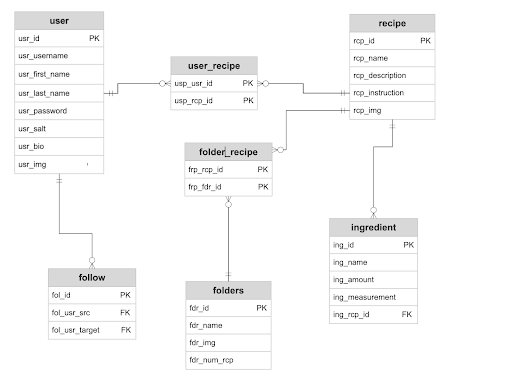 user
usr_id PK
usr_username
usr_first_name
usr_last_name
usr_password
usr_salt
usr_bio
usr_img
user_recipe
usp_usr_id PK
usp_rcp_id PK
recipe
rcp_id PK
rcp_name
rcp_description
rcp_instruction
rcp_img
folder_recipe
frp_rcp_id PK
frp_fdr_id PK
follow
fol_id PK
fol_usr_src FK
fol_usr_target FK
folders
fdr_id PK
fdr_name
fdr_img
fdr_num_rcp
ingredient
ing_id PK
ing_name
ing_amount
ing_measurement
ing_rcp_id FK